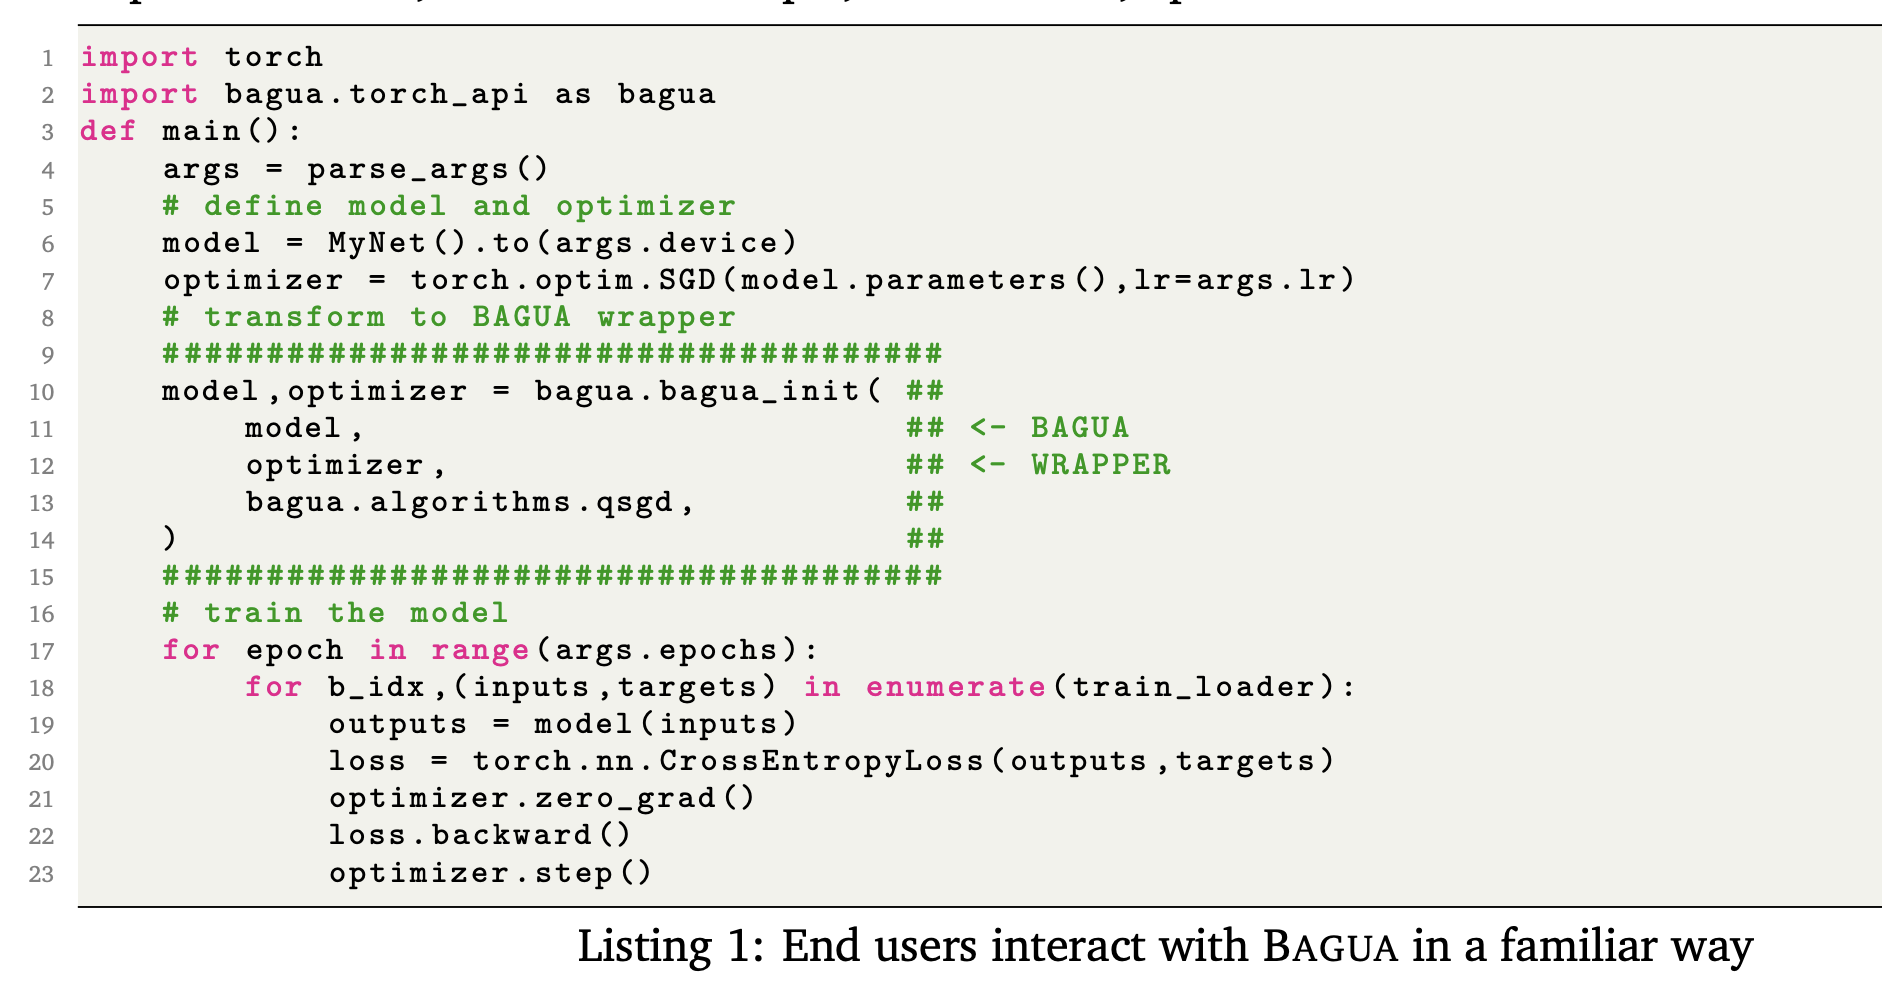 1 import torch
2 import bagua.torch_api as bagua
3 def main():
4     args = parse_args()
5     # define model and optimizer
6     model = MyNet().to(args.device)
7     optimizer = torch.optim.SGD(model.parameters(),lr=args.lr)
8     # transform to BAGUA wrapper
9     ######################################
10     model,optimizer = bagua.bagua_init( ##
11         model,                          ## <- BAGUA
12         optimizer,                      ## <- WRAPPER
13         bagua.algorithms.qsgd,          ##
14     )                                   ##
15     ######################################
16     # train the model
17     for epoch in range(args.epochs):
18         for b_idx,(inputs,targets) in enumerate(train_loader):
19             outputs = model(inputs)
20             loss = torch.nn.CrossEntropyLoss(outputs,targets)
21             optimizer.zero_grad()
22             loss.backward()
23             optimizer.step()
Listing 1: End users interact with BAGUA in a familiar way